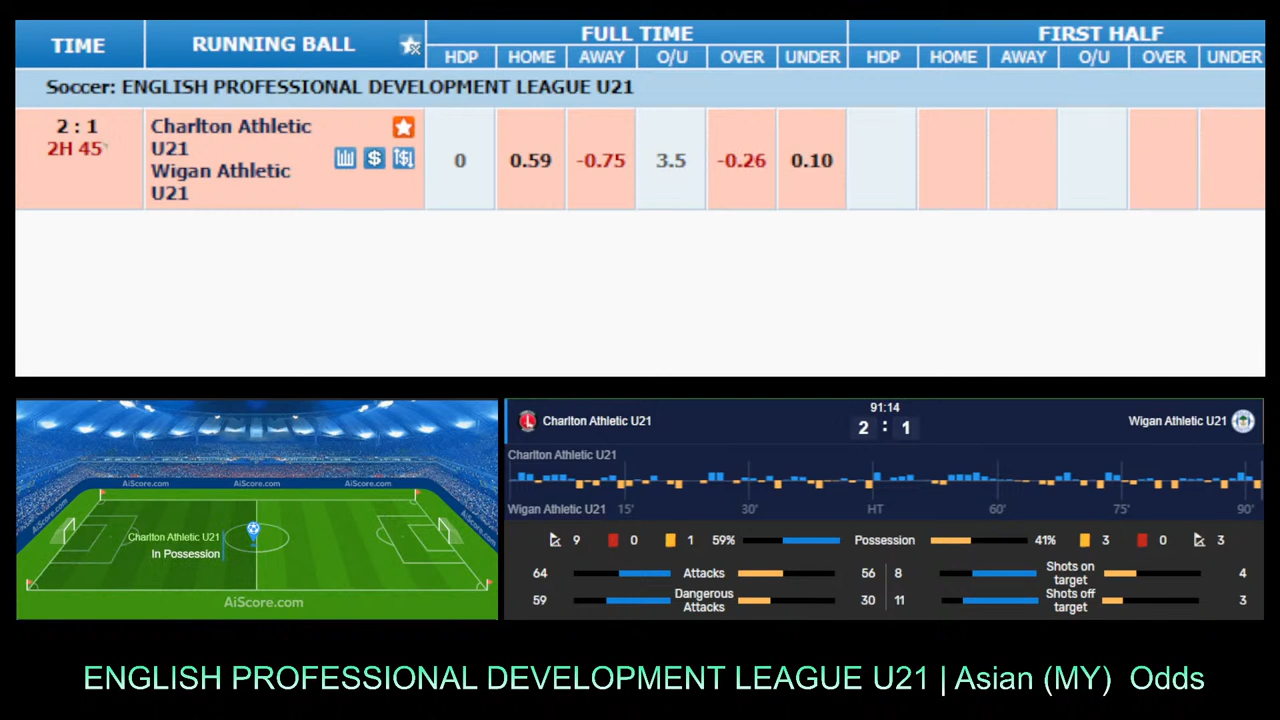 TIME RUNNING BALL FULL TIME FIRST HALF
HDP HOME AWAY O/U OVER UNDER HDP HOME AWAY O/U OVER UNDER
Soccer: ENGLISH PROFESSIONAL DEVELOPMENT LEAGUE U21
2 : 1
2H 45'
Charlton Athletic
U21
Wigan Athletic
U21
$ $
0 0.59 -0.75 3.5 -0.26 0.10
AiScore.com AiScore.com AiScore.com
AiScore.com
AiScore.com
Charlton Athletic U21
In Possession
AiScore.com
91:14
Charlton Athletic U21 2 : 1 Wigan Athletic U21
Charlton Athletic U21
Wigan Athletic U21 15' 30' HT 60' 75' 90'
9 0 1 59% Possession 41% 3 0 3
64 Attacks 56 8 Shots on
target 4
59 Dangerous
Attacks 30 11 Shots off
target 3
ENGLISH PROFESSIONAL DEVELOPMENT LEAGUE U21 | Asian (MY) Odds